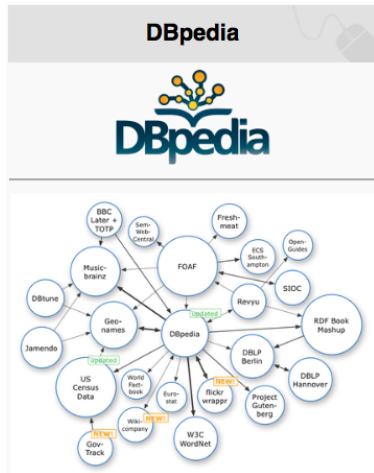 DBpedia
DBpedia
BBC
Later +
TOTP
Sem-
Web-
Central
Fresh-
meat
ECS
South-
ampton
Open-
Guides
Music-
brainz
FOAF
SIOC
DBtune
Revyu
Geo-
names
Updated
DBpedia
RDF Book
Mashup
Jamendo
DBLP
Berlin
Updated
US
Census
Data
World
Fact-
book
Euro-
stat
NEW!
flickr
wrappr
DBLP
Hannover
Project
Guten-
berg
NEW!
Wiki-
company
W3C
WordNet
NEW!
Gov-
Track